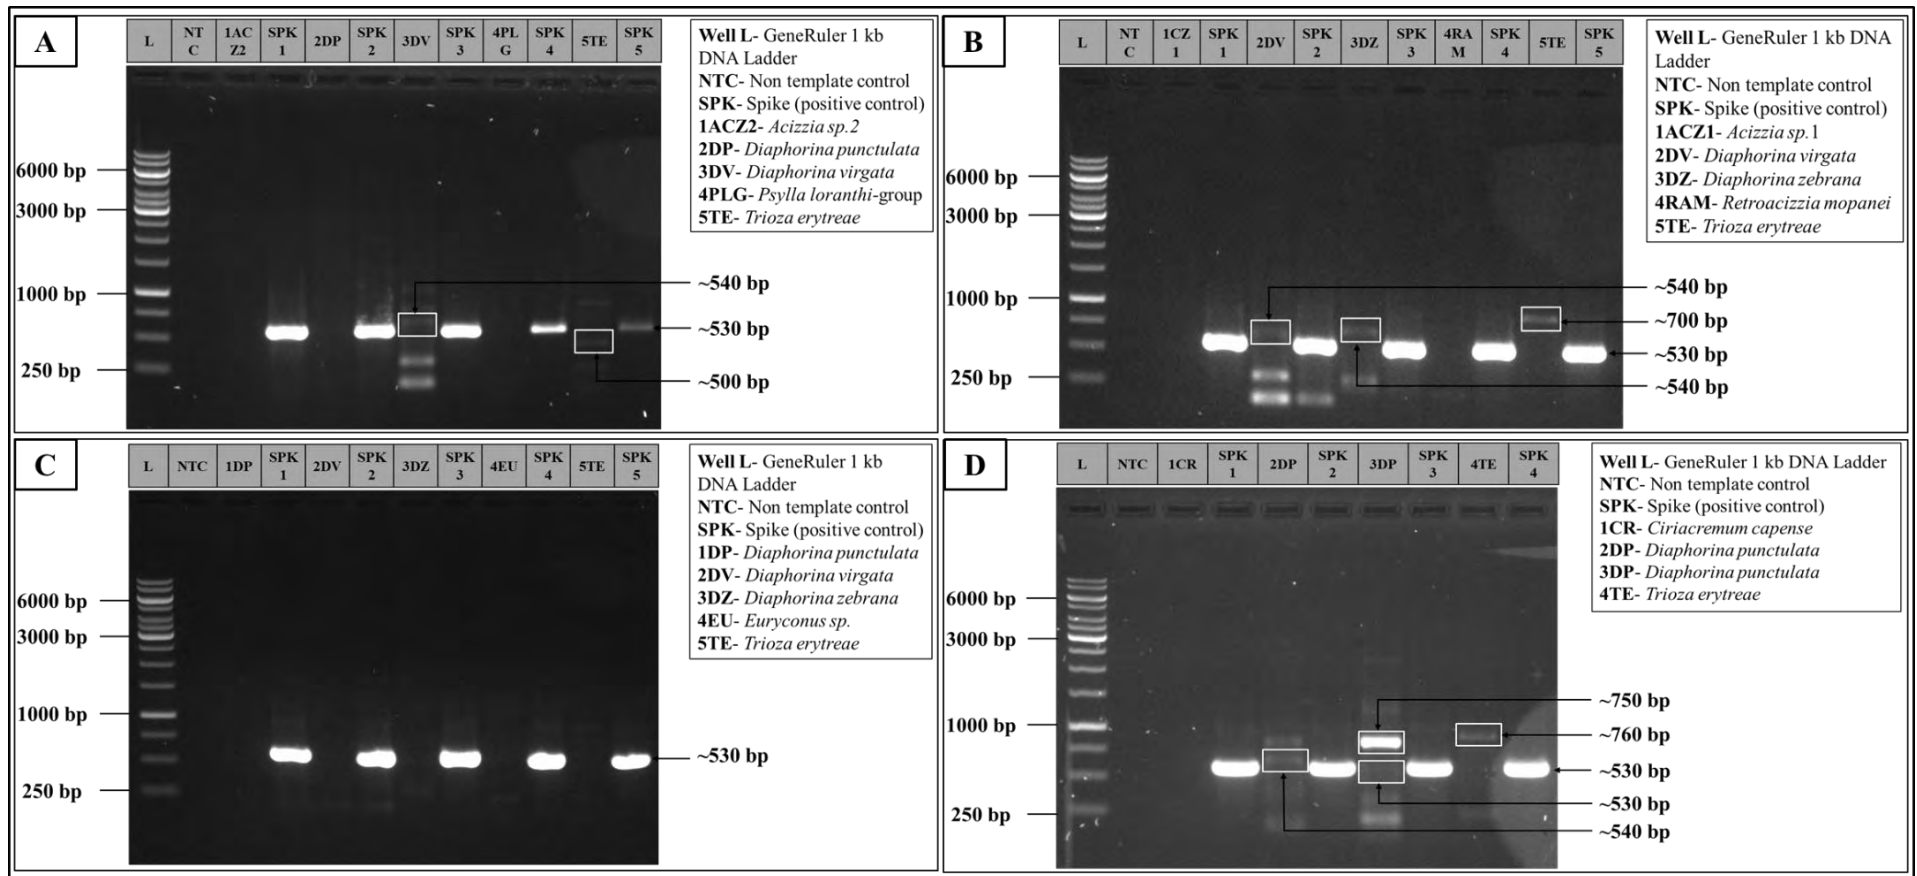 A
L NT 1AC SPK 2DP SPK 3DV SPK 4PL SPK 5TE SPK
C Z2 1 2 3 G 4 5
Well L- GeneRuler 1 kb
DNA Ladder
NTC- Non template control
SPK- Spike (positive control)
1ACZ2- Acizzia sp.2
2DP- Diaphorina punctulata
3DV- Diaphorina virgata
4PLG- Psylla loranthi-group
5TE- Trioza erytreae
6000 bp
3000 bp
1000 bp
250 bp
~540 bp
~530 bp
~500 bp
B
L NT 1CZ SPK 2DV SPK 3DZ SPK 4RA SPK 5TE SPK
C 1 1 2 3 M 4 5
Well L- GeneRuler 1 kb DNA
Ladder
NTC- Non template control
SPK- Spike (positive control)
1ACZ1- Acizzia sp.1
2DV- Diaphorina virgata
3DZ- Diaphorina zebrana
4RAM- Retroacizzia mopanei
5TE- Trioza erytreae
6000 bp
3000 bp
1000 bp
250 bp
~540 bp
~700 bp
~530 bp
~540 bp
C
L NTC 1DP SPK 2DV SPK 3DZ SPK 4EU SPK 5TE SPK
1 2 3 4 5
Well L- GeneRuler 1 kb
DNA Ladder
NTC- Non template control
SPK- Spike (positive control)
1DP- Diaphorina punctulata
2DV- Diaphorina virgata
3DZ- Diaphorina zebrana
4EU- Euryconus sp.
5TE- Trioza erytreae
6000 bp
3000 bp
1000 bp
250 bp
~530 bp
D
L NTC 1CR SPK 2DP SPK 3DP SPK 4TE SPK
1 2 3 4
Well L- GeneRuler 1 kb DNA Ladder
NTC- Non template control
SPK- Spike (positive control)
1CR- Ciriacremum capense
2DP- Diaphorina punctulata
3DP- Diaphorina punctulata
4TE- Trioza erytreae
6000 bp
3000 bp
1000 bp
250 bp
~750 bp
~760 bp
~530 bp
~530 bp
~540 bp